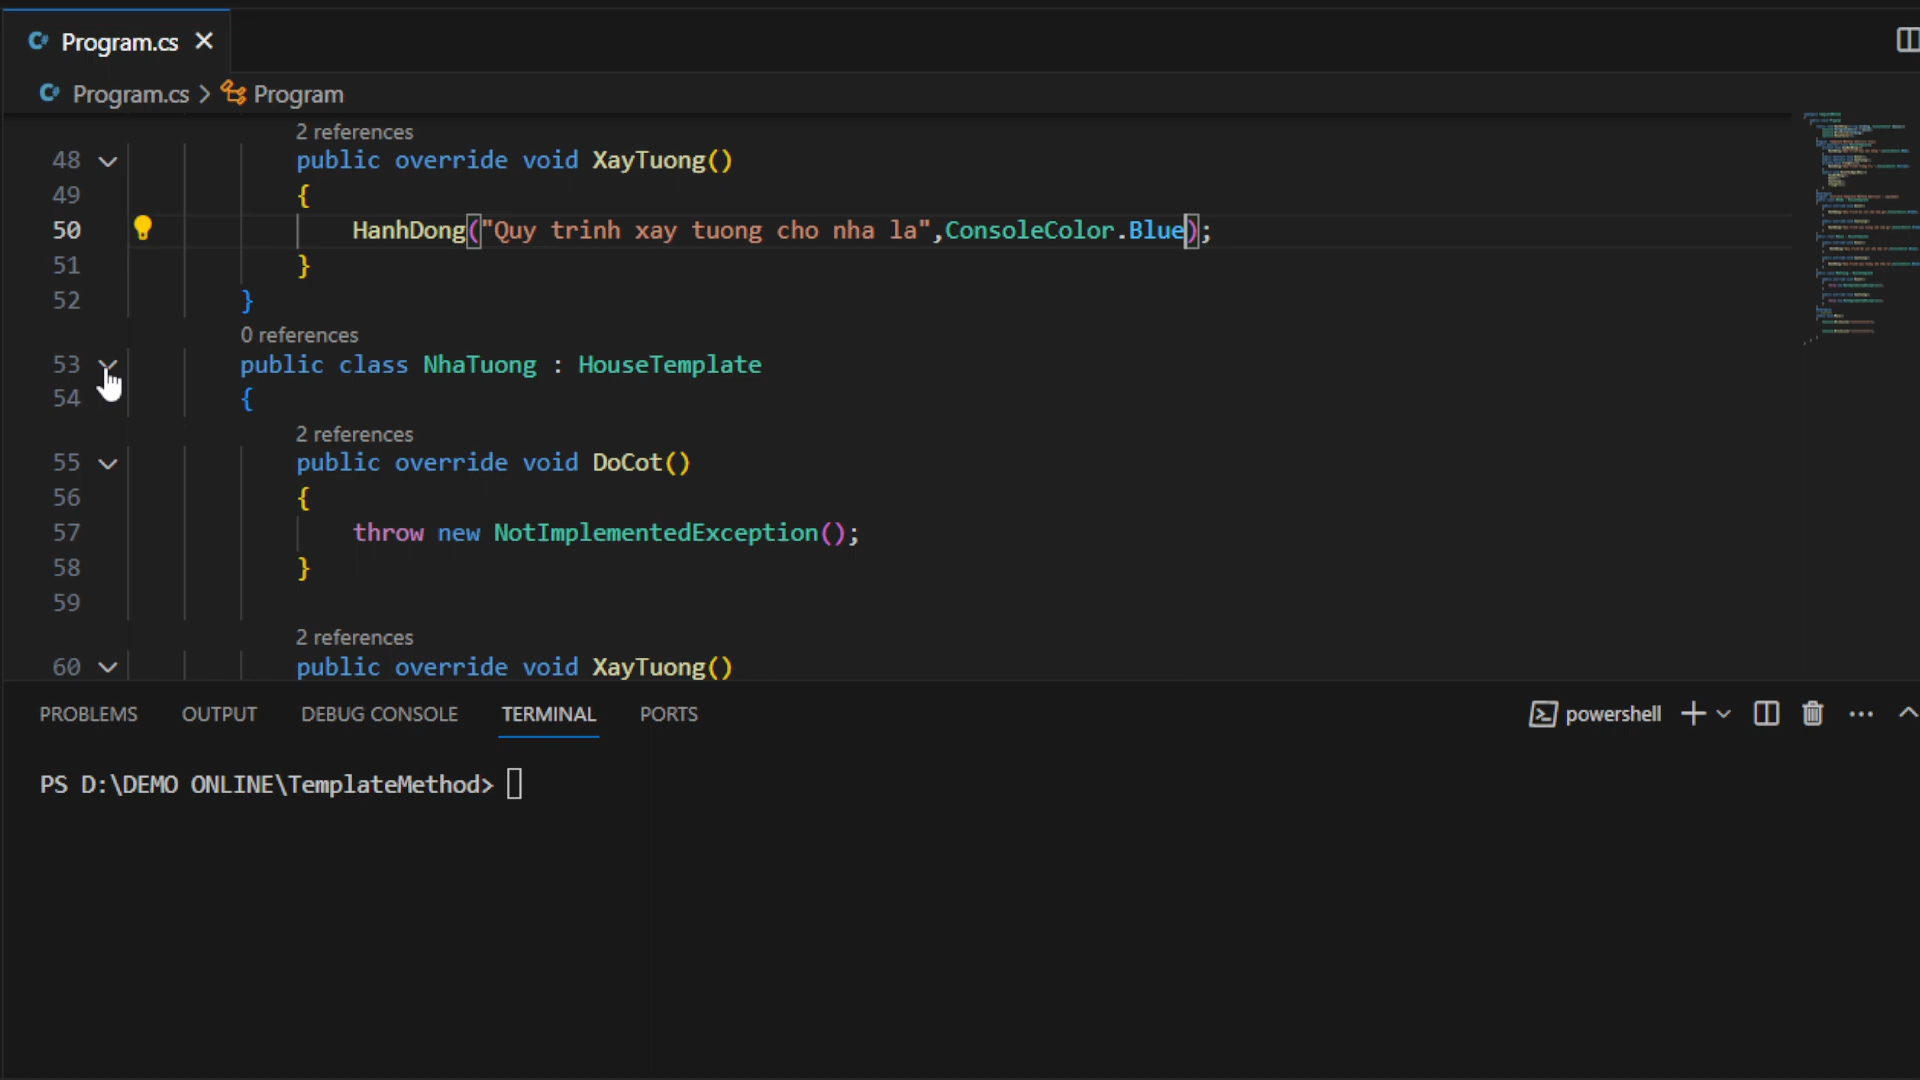 Program.cs
Program.cs > Program
2 references
48 public override void XayTuong()
49 {
50 HanhDong("Quy trinh xay tuong cho nha la",ConsoleColor.Blue);
51 }
52 }
0 references
53 public class NhaTuong : HouseTemplate
54 {
2 references
55 public override void DoCot()
56 {
57 throw new NotImplementedException();
58 }
59
2 references
60 public override void XayTuong()
PROBLEMS OUTPUT DEBUG CONSOLE TERMINAL PORTS powershell
PS D:\DEMO ONLINE\TemplateMethod>